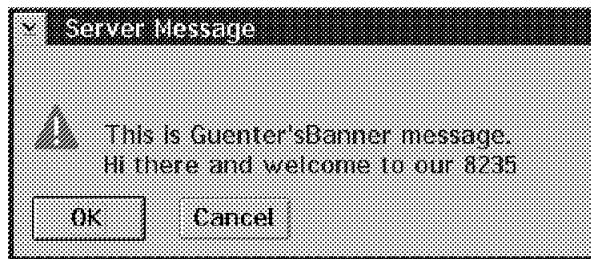 Server Message
This is Guenter'sBanner message.
Hi there and welcome to our 8235
OK Cancel